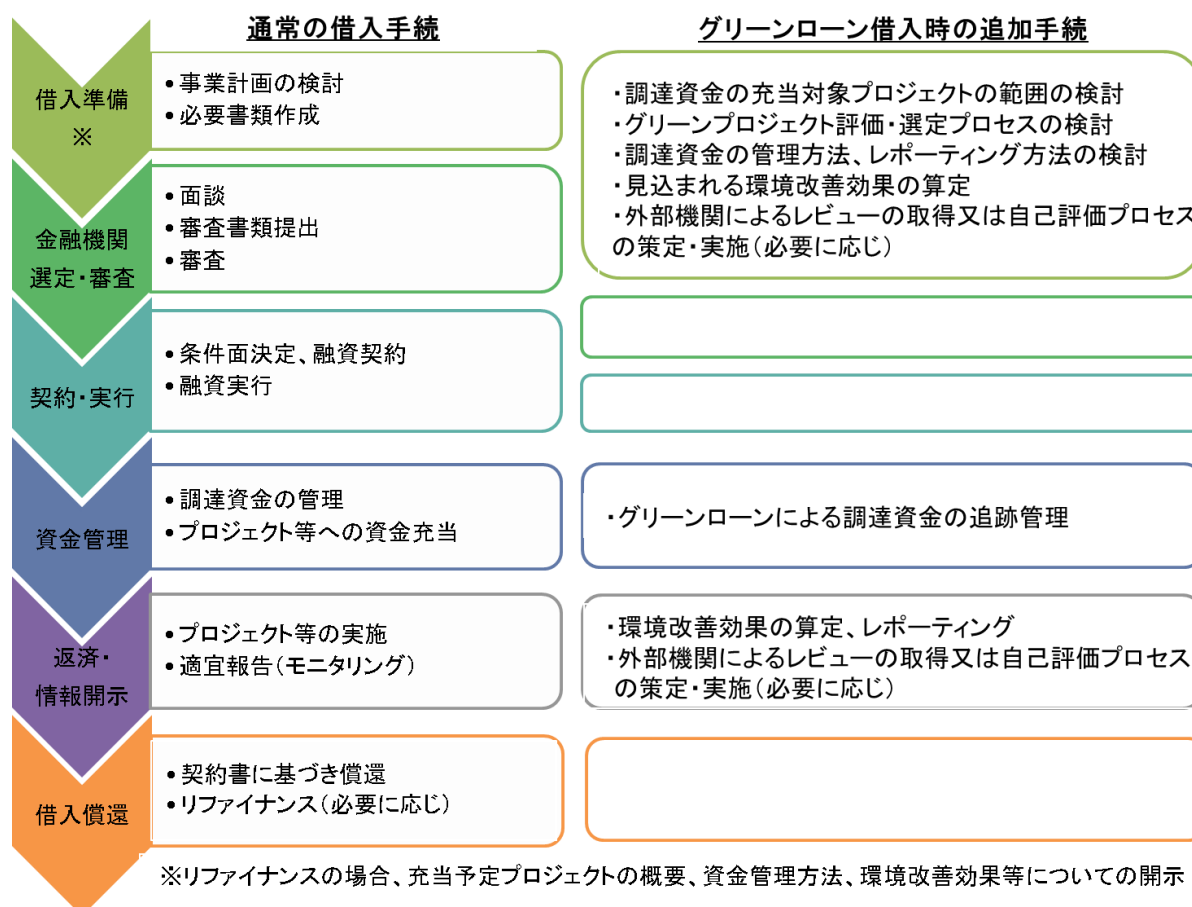 通常の借入手続
グリーンローン借入時の追加手続
借入準備
※
• 事業計画の検討
• 必要書類作成
・調達資金の充当対象プロジェクトの範囲の検討
・グリーンプロジェクト評価・選定プロセスの検討
・調達資金の管理方法、レポーティング方法の検討
・見込まれる環境改善効果の算定
・外部機関によるレビューの取得又は自己評価プロセス
の策定・実施（必要に応じ）
金融機関
選定・審査
• 面談
• 審査書類提出
• 審査
契約・実行
• 条件面決定、融資契約
• 融資実行
資金管理
• 調達資金の管理
• プロジェクト等への資金充当
・グリーンローンによる調達資金の追跡管理
返済・
情報開示
• プロジェクト等の実施
• 適宜報告（モニタリング）
・環境改善効果の算定、レポーティング
・外部機関によるレビューの取得又は自己評価プロセス
の策定・実施（必要に応じ）
借入償還
• 契約書に基づき償還
• リファイナンス（必要に応じ）
※リファイナンスの場合、充当予定プロジェクトの概要、資金管理方法、環境改善効果等についての開示